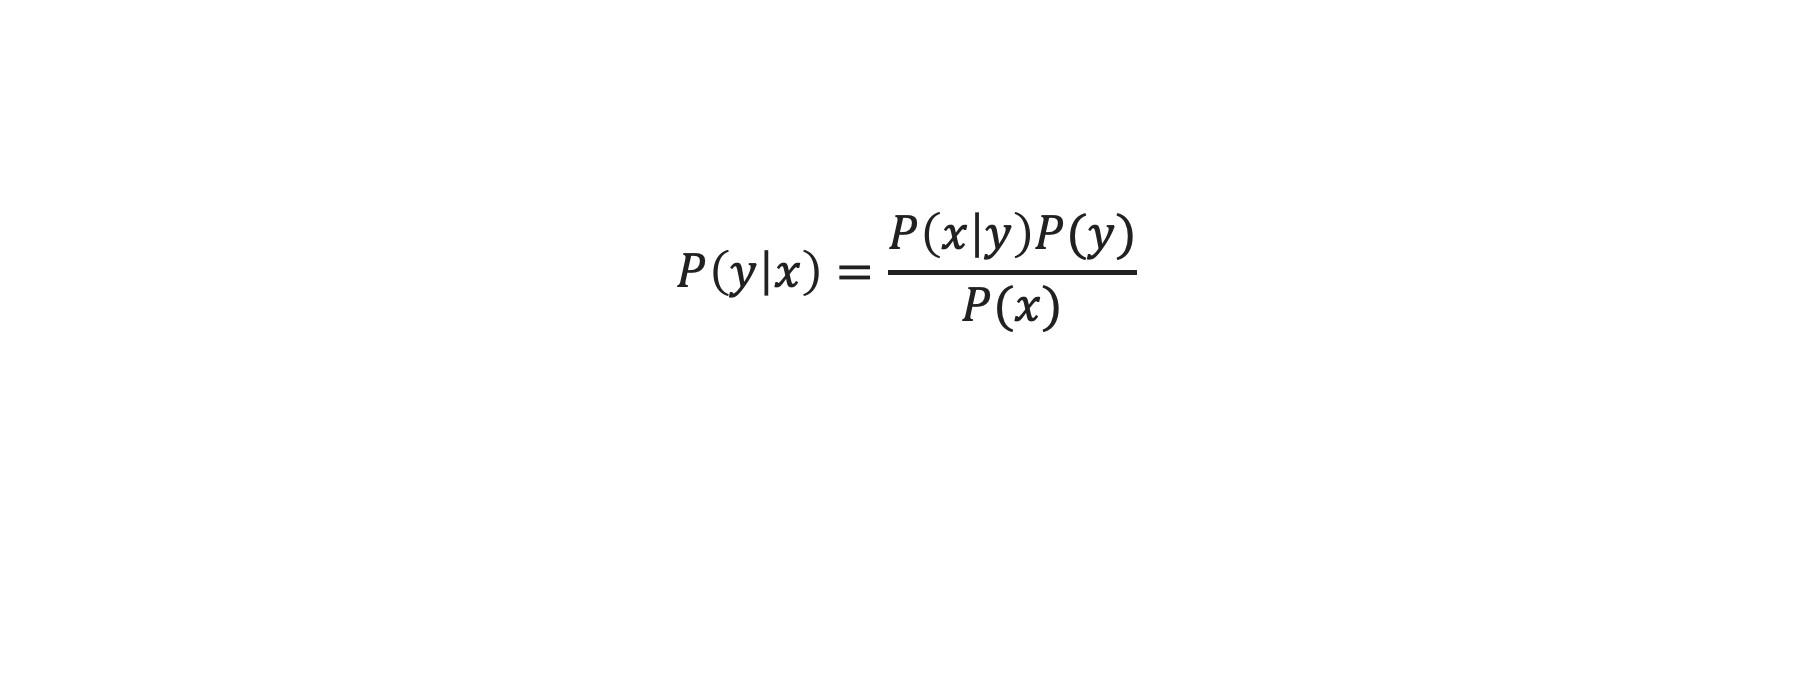 P(y|x) = P(x|y)P(y) / P(x)